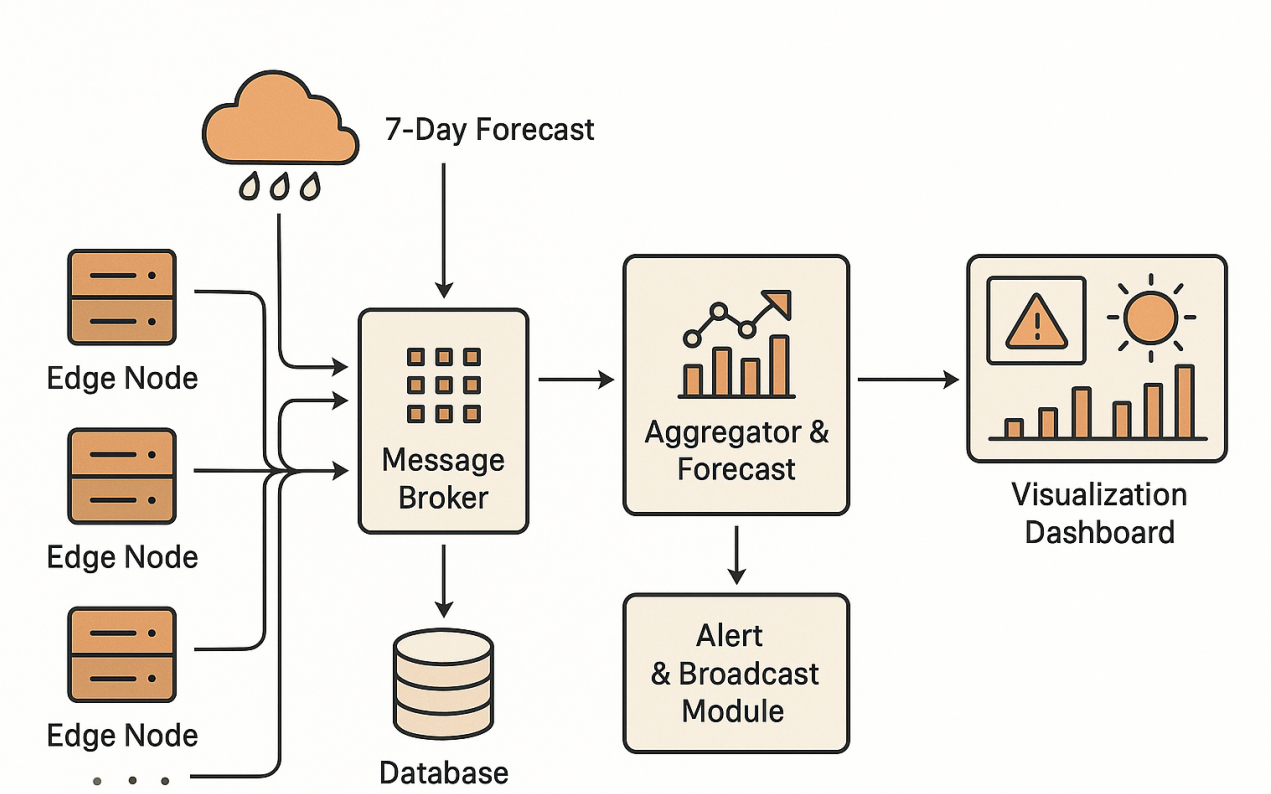 7-Day Forecast
Edge Node
Edge Node
Edge Node
. . .
Message
Broker
Database
Aggregator &
Forecast
Alert
& Broadcast
Module
Visualization
Dashboard